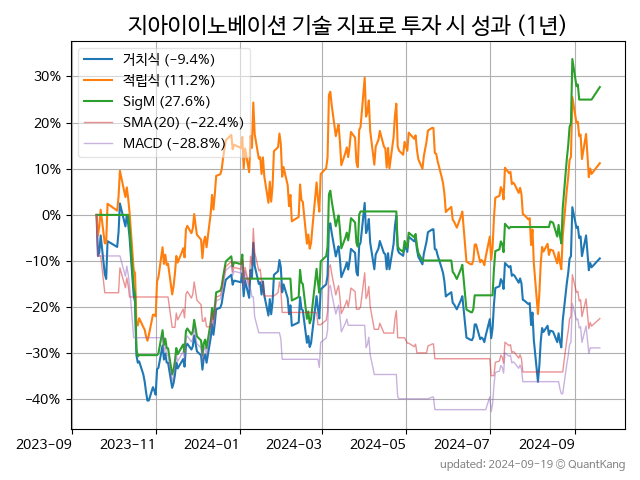 지아이이노베이션 기술 지표로 투자 시 성과 (1년)
거치식 (−9.4%)
적립식 (11.2%)
SigM (27.6%)
SMA(20) (−22.4%)
MACD (−28.8%)
30%
20%
10%
0%
−10%
−20%
−30%
−40%
2023-09 2023-11 2024-01 2024-03 2024-05 2024-07 2024-09
updated: 2024-09-19 © QuantKang